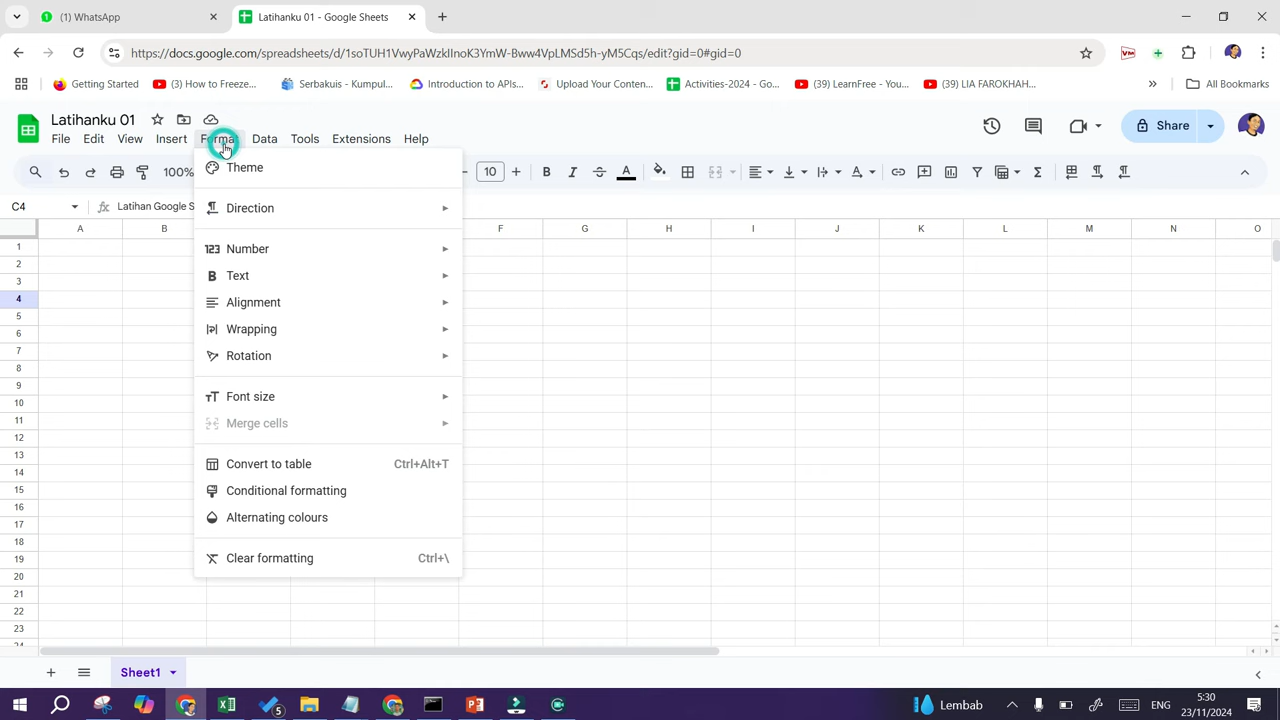 (1) WhatsApp
Latihanku 01 - Google Sheets
https://docs.google.com/spreadsheets/d/1soTUH1VwyPaWzkIInoK3YmW-Bww4VpLMSd5h-yM5Cqs/edit?gid=0#gid=0
Getting Started
(3) How to Freeze...
Serbakuis - Kumpul...
Introduction to APIs...
Upload Your Conten...
Activities-2024 - Go...
(39) LearnFree - You...
(39) LIA FAROKHAH...
All Bookmarks
Latihanku 01
File Edit View Insert Format Data Tools Extensions Help
Share
100%
10
C4
Latihan Google S
A B F G H I J K L M N O
Theme
Direction
Number
Text
Alignment
Wrapping
Rotation
Font size
Merge cells
Convert to table Ctrl+Alt+T
Conditional formatting
Alternating colours
Clear formatting Ctrl+\
1
2
3
4
5
6
7
8
9
10
11
12
13
14
15
16
17
18
19
20
21
22
23
Sheet1
Lembab
ENG
5:30
23/11/2024